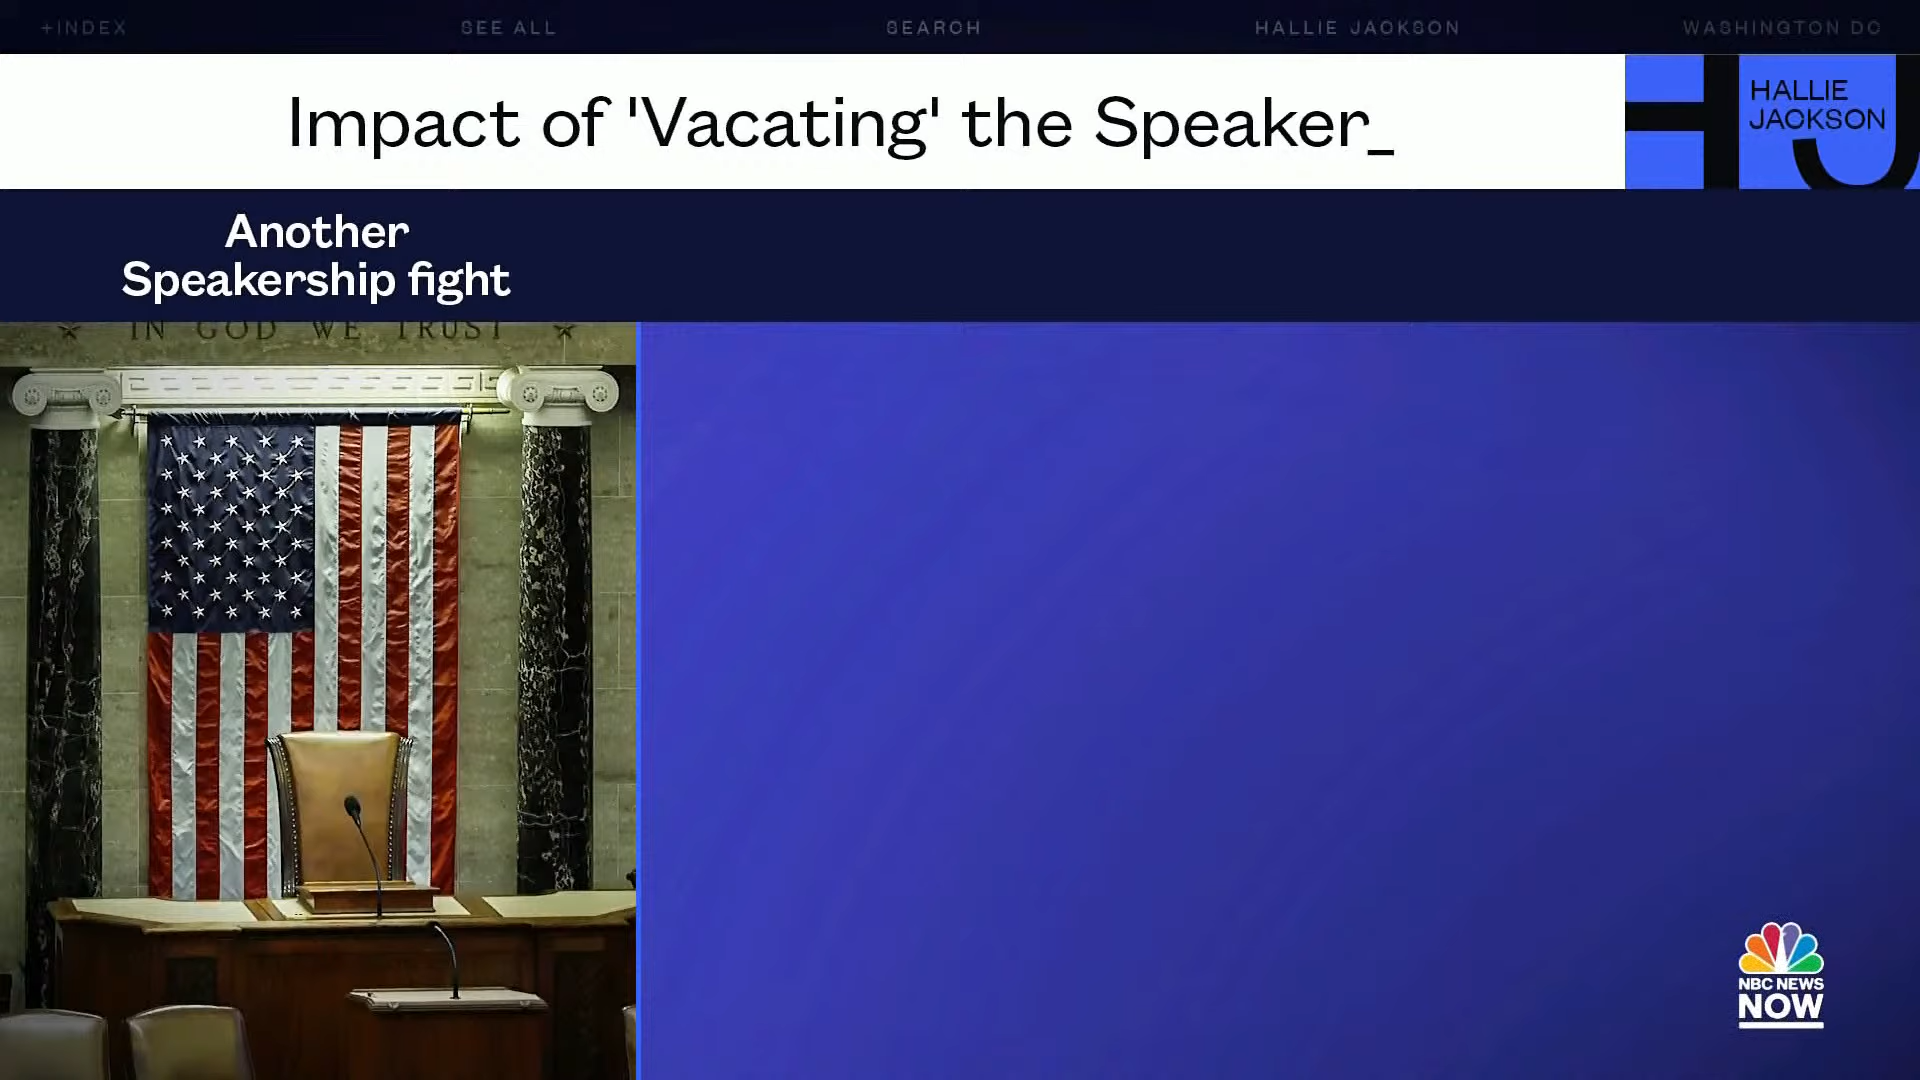 +INDEX
SEE ALL
SEARCH
HALLIE JACKSON
WASHINGTON DC
Impact of 'Vacating' the Speaker_
HALLIE
JACKSON
Another
Speakership fight
IN GOD WE TRUST
NBC NEWS
NOW